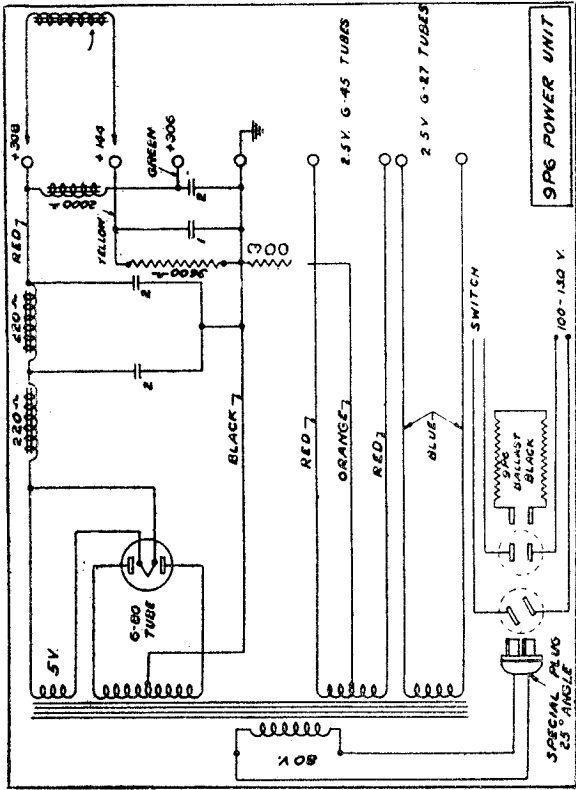 5V.
220 ω
220 ω
RED
+308
G-80
TUBE
2
2
2000 ω
YELLOW
+144
3600 ω
1
2
GREEN
+306
BLACK
300
RED
ORANGE
RED
2.5 V. G-45 TUBES
80 V.
BLUE
2.5 V G-27 TUBES
SWITCH
SPECIAL PLUG
25° ANGLE
9P6
BALLAST
BLACK
100-130 V.
9P6 POWER UNIT